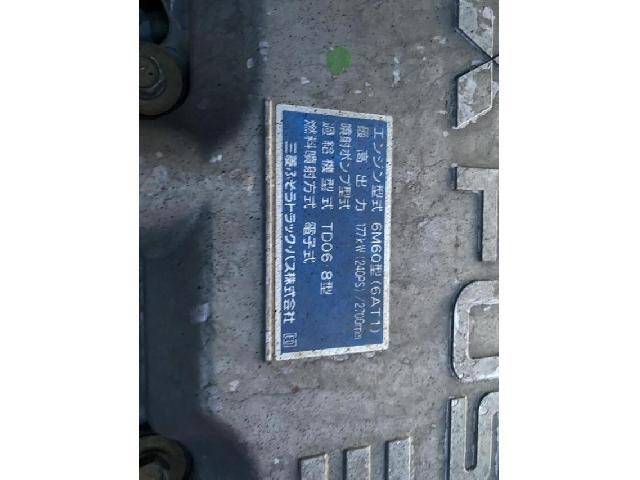 エンジン型式 6M60型(6AT1)
最高出力 177kW(240PS)/2700min
噴射ポンプ型式
過給機型式 TD06・8型
燃料噴射方式 電子式
三菱ふそうトラック・バス株式会社